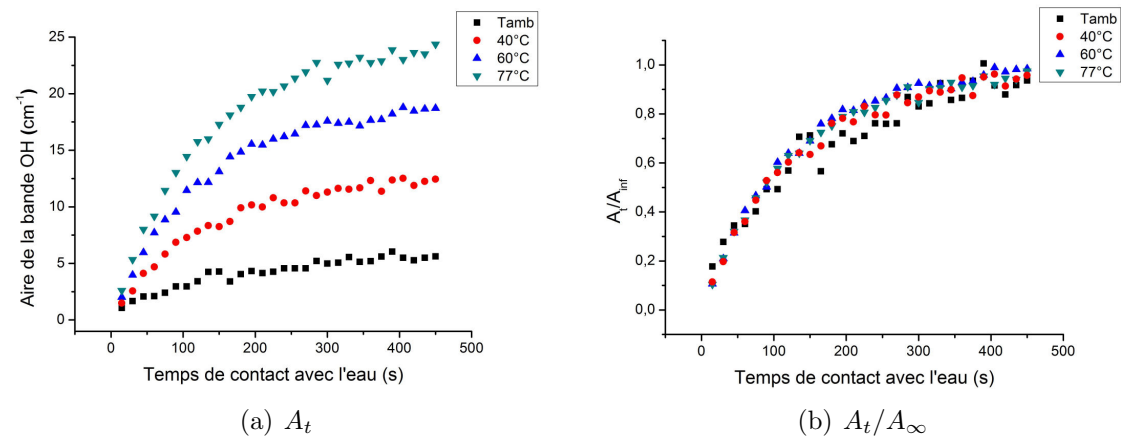 Tamb
40°C
60°C
77°C
25
20
15
10
5
0
Aire de la bande OH (cm⁻¹)
0 100 200 300 400 500
Temps de contact avec l'eau (s)
(a) Aₜ
Tamb
40°C
60°C
77°C
1,0
0,8
0,6
0,4
0,2
0,0
Aₜ/A_inf
0 100 200 300 400 500
Temps de contact avec l'eau (s)
(b) Aₜ/A∞